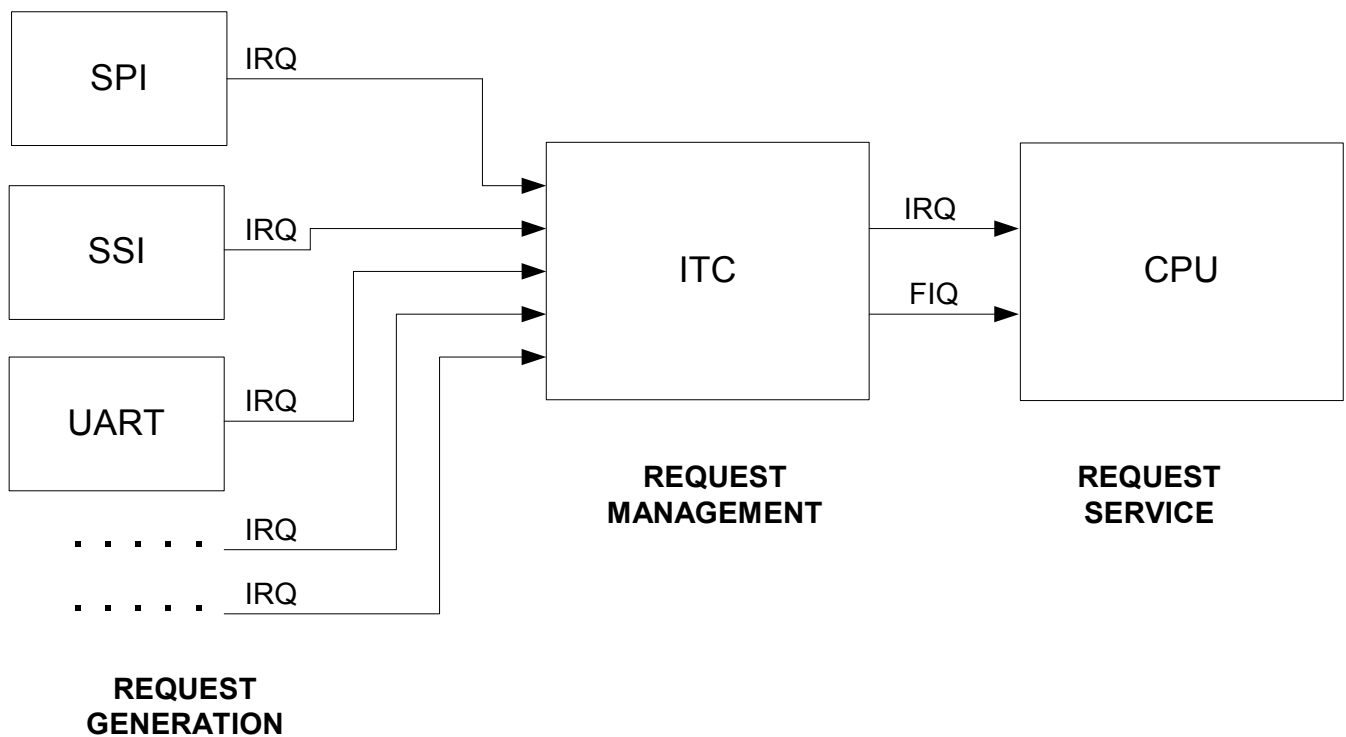 SPI
IRQ
SSI
IRQ
UART
IRQ
. . . . . IRQ
. . . . . IRQ
REQUEST
GENERATION
ITC
REQUEST
MANAGEMENT
IRQ
FIQ
CPU
REQUEST
SERVICE